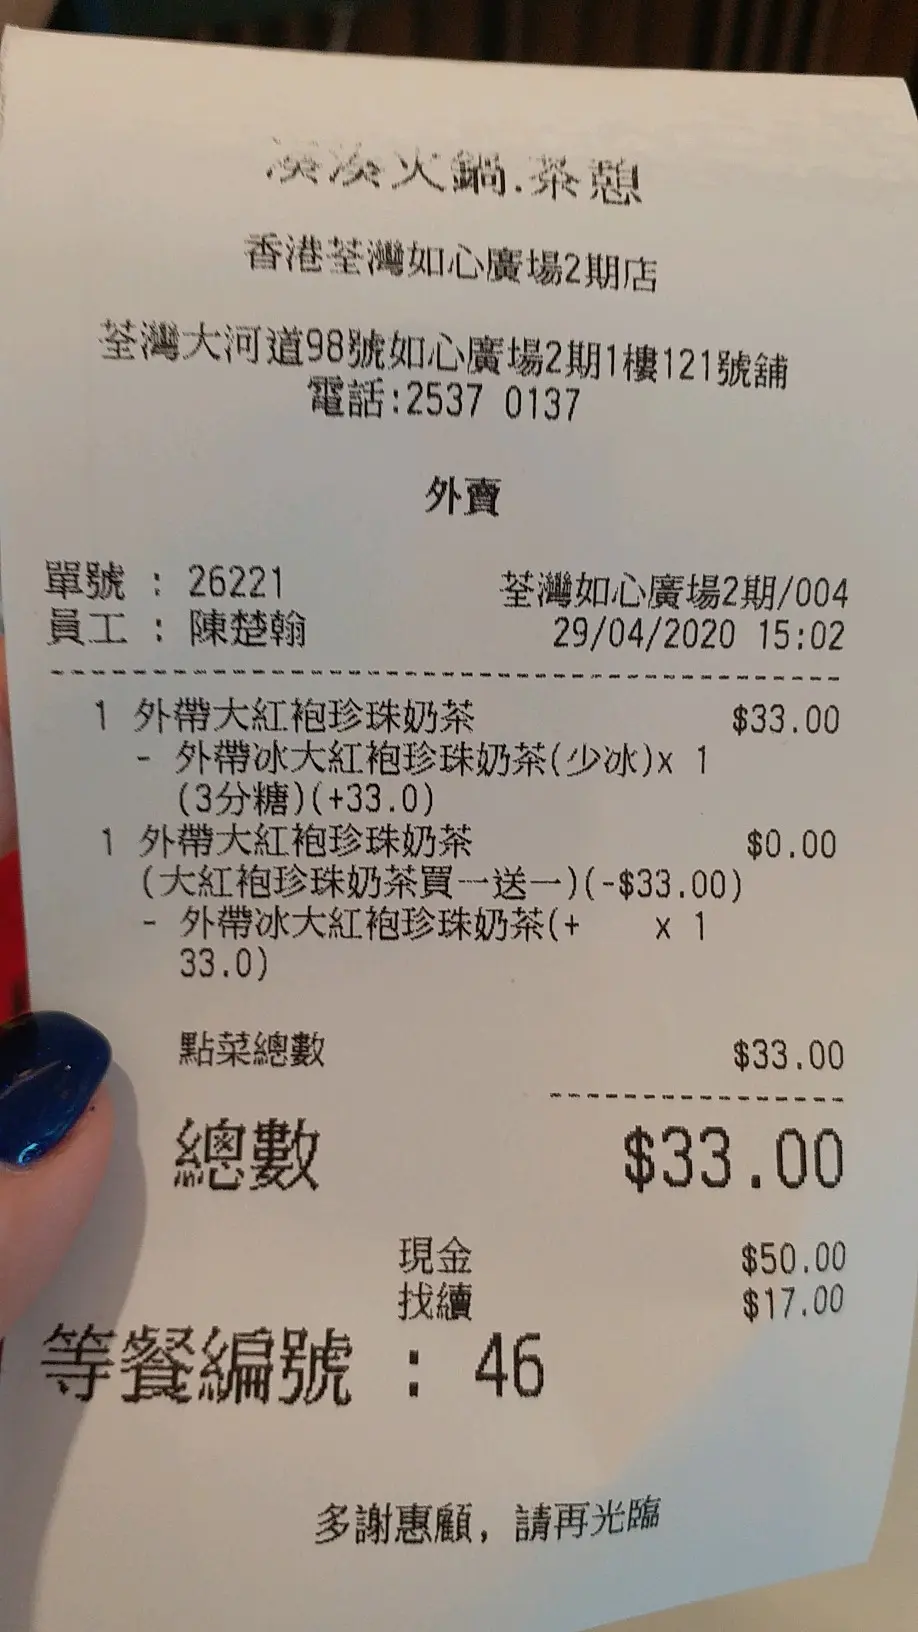 湊湊火鍋.茶憩
香港荃灣如心廣場2期店
荃灣大河道98號如心廣場2期1樓121號舖
電話:2537 0137
外賣
單號 : 26221 荃灣如心廣場2期/004
員工 : 陳楚翰 29/04/2020 15:02
1 外帶大紅袍珍珠奶茶 $33.00
- 外帶冰大紅袍珍珠奶茶(少冰)x 1
(3分糖)(+33.0)
1 外帶大紅袍珍珠奶茶 $0.00
(大紅袍珍珠奶茶買一送一)(-$33.00)
- 外帶冰大紅袍珍珠奶茶(+ x 1
33.0)
點菜總數 $33.00
總數 $33.00
現金 $50.00
找續 $17.00
等餐編號 : 46
多謝惠顧, 請再光臨